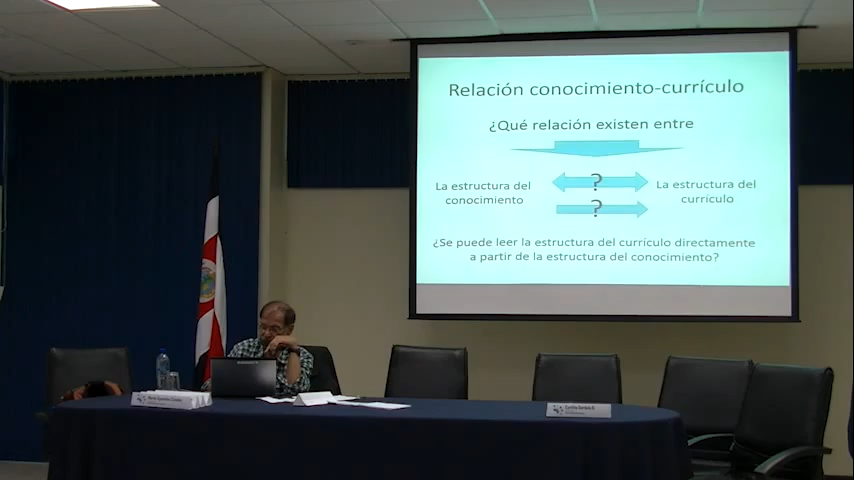 Relación conocimiento-currículo
¿Qué relación existen entre
La estructura del
conocimiento
?
?
La estructura del
currículo
¿Se puede leer la estructura del currículo directamente
a partir de la estructura del conocimiento?